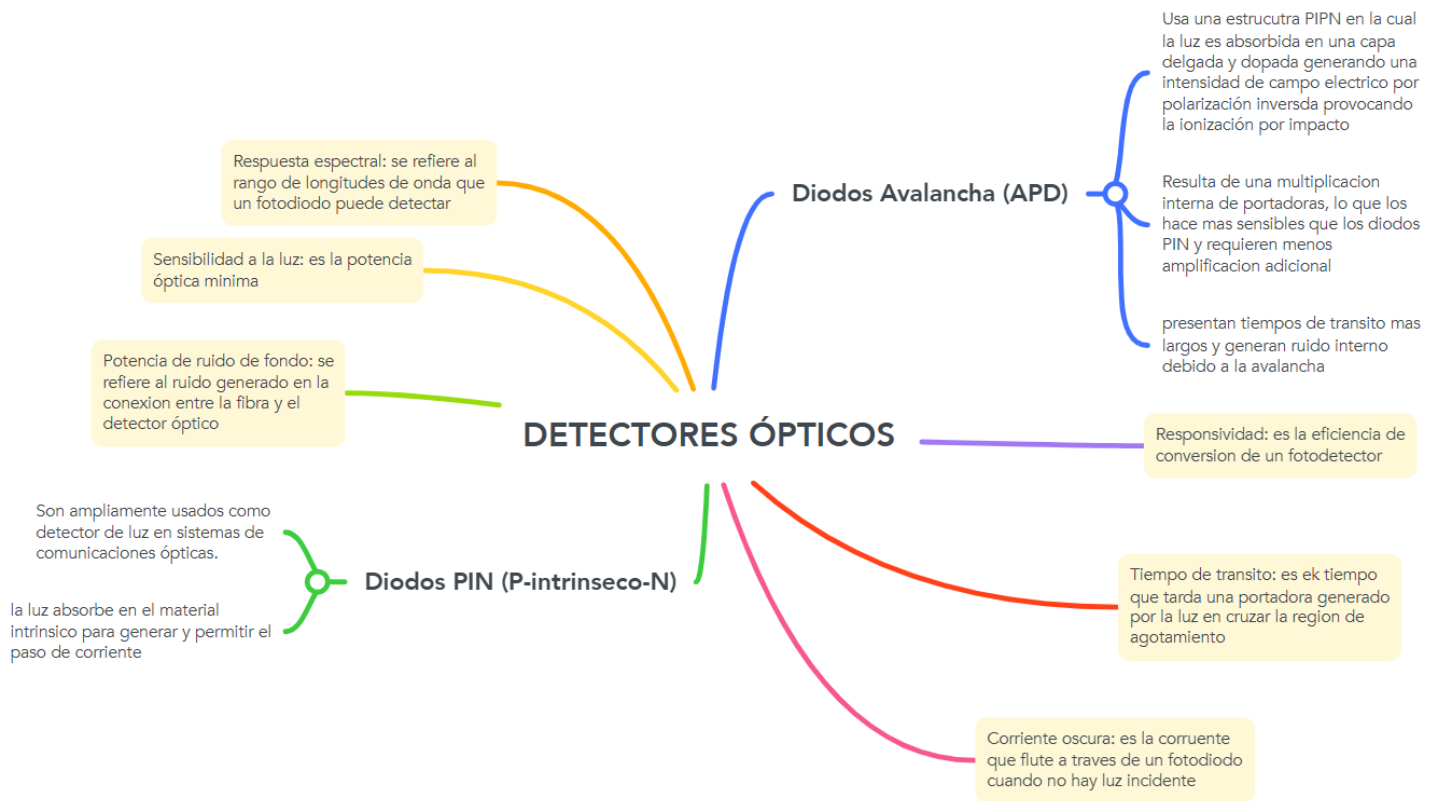 Usa una estrucutra PIPN en la cual
la luz es absorbida en una capa
delgada y dopada generando una
intensidad de campo electrico por
polarización inversda provocando
la ionización por impacto
Respuesta espectral: se refiere al
rango de longitudes de onda que
un fotodiodo puede detectar
Diodos Avalancha (APD)
Resulta de una multiplicacion
interna de portadoras, lo que los
hace mas sensibles que los diodos
PIN y requieren menos
amplificacion adicional
Sensibilidad a la luz: es la potencia
óptica minima
presentan tiempos de transito mas
largos y generan ruido interno
debido a la avalancha
Potencia de ruido de fondo: se
refiere al ruido generado en la
conexion entre la fibra y el
detector óptico
DETECTORES ÓPTICOS
Responsividad: es la eficiencia de
conversion de un fotodetector
Son ampliamente usados como
detector de luz en sistemas de
comunicaciones ópticas.
Diodos PIN (P-intrinseco-N)
la luz absorbe en el material
intrinsico para generar y permitir el
paso de corriente
Tiempo de transito: es ek tiempo
que tarda una portadora generado
por la luz en cruzar la region de
agotamiento
Corriente oscura: es la corruente
que flute a traves de un fotodiodo
cuando no hay luz incidente